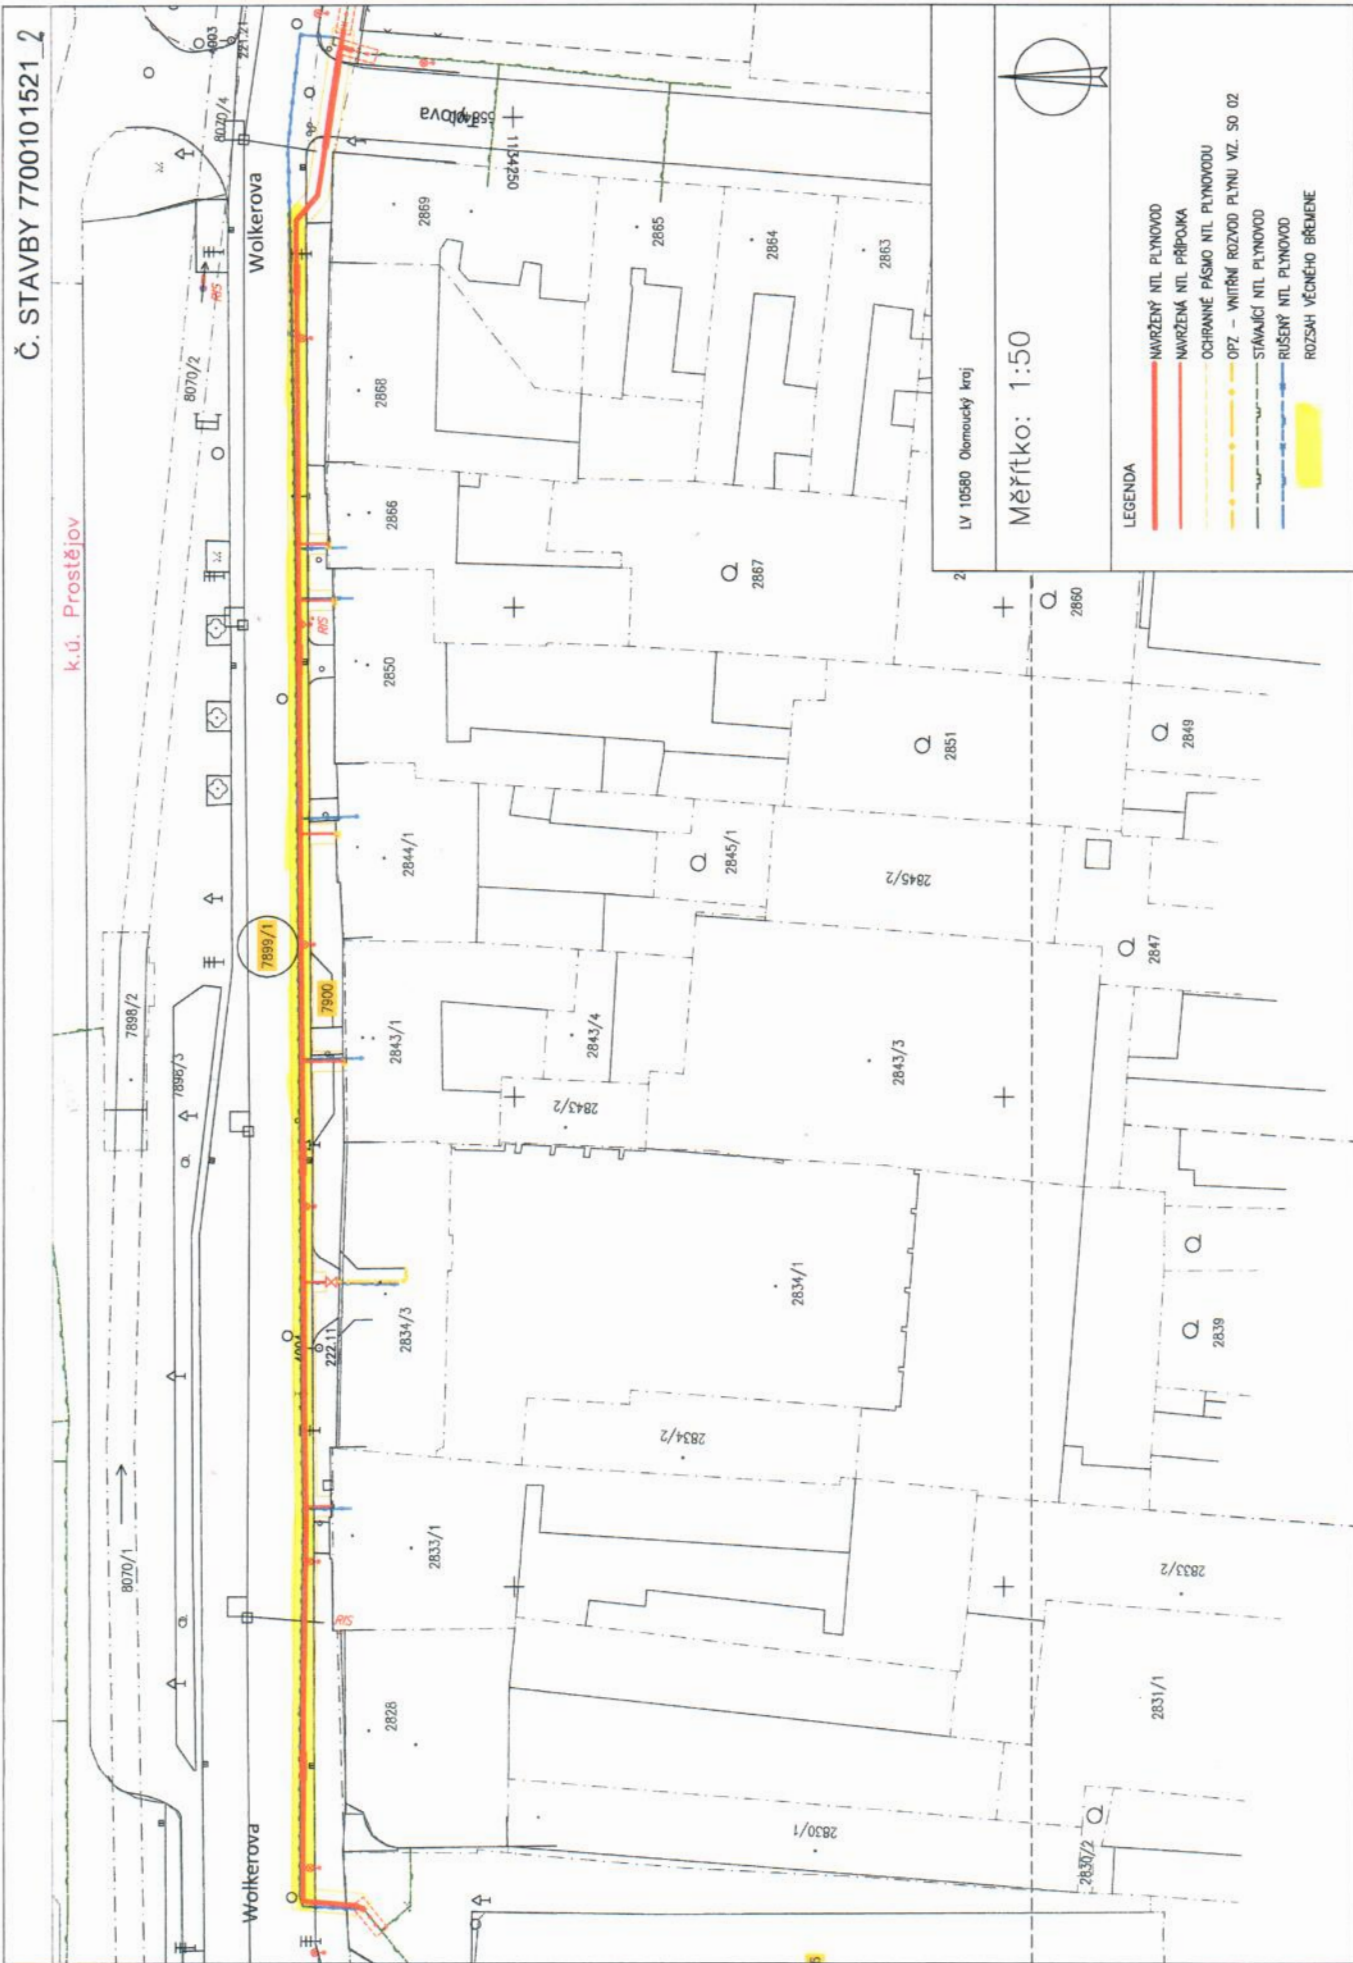 Č. STAVBY 7700101521_2
k.ú. Prostějov
8070/1
7898/3
7898/2
8070/2
8070/4
4003
221.21
Wolkerova
Wolkerova
RIS
7899/1
7900
222.11
RIS
RIS
2828
2833/1
2834/3
2843/1
2844/1
2850
2866
2868
2869
1134250
2830/1
2834/2
2834/1
2843/2
2843/4
2843/3
2845/1
2845/2
2867
2851
2865
2864
2863
2830/2
2831/1
2833/2
2839
2847
2849
2860
LV 10580 Olomoucký kraj
Měřítko: 1:50
LEGENDA
NAVRŽENÝ NTL PLYNOVOD
NAVRŽENÁ NTL PŘÍPOJKA
OCHRANNÉ PÁSMO NTL PLYNOVODU
OPZ - VNITŘNÍ ROZVOD PLYNU VIZ. SO 02
STÁVAJÍCÍ NTL PLYNOVOD
RUŠENÝ NTL PLYNOVOD
ROZSAH VĚCNÉHO BŘEMENE